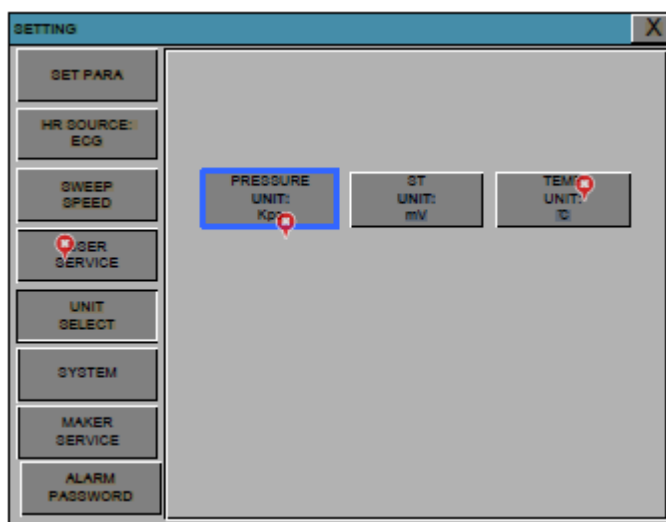 SETTING
X
SET PARA
HR SOURCE:
ECG
SWEEP
SPEED
SERVICE
UNIT
SELECT
SYSTEM
MAKER
SERVICE
ALARM
PASSWORD
PRESSURE
UNIT:
ST
UNIT:
mV
UNIT:
℃